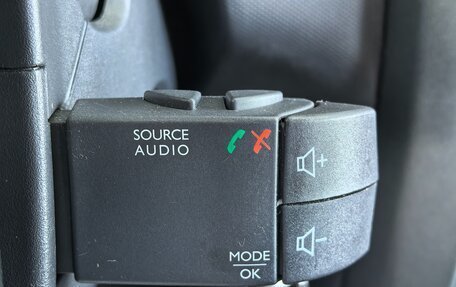 SOURCE
AUDIO
+
-
MODE
OK